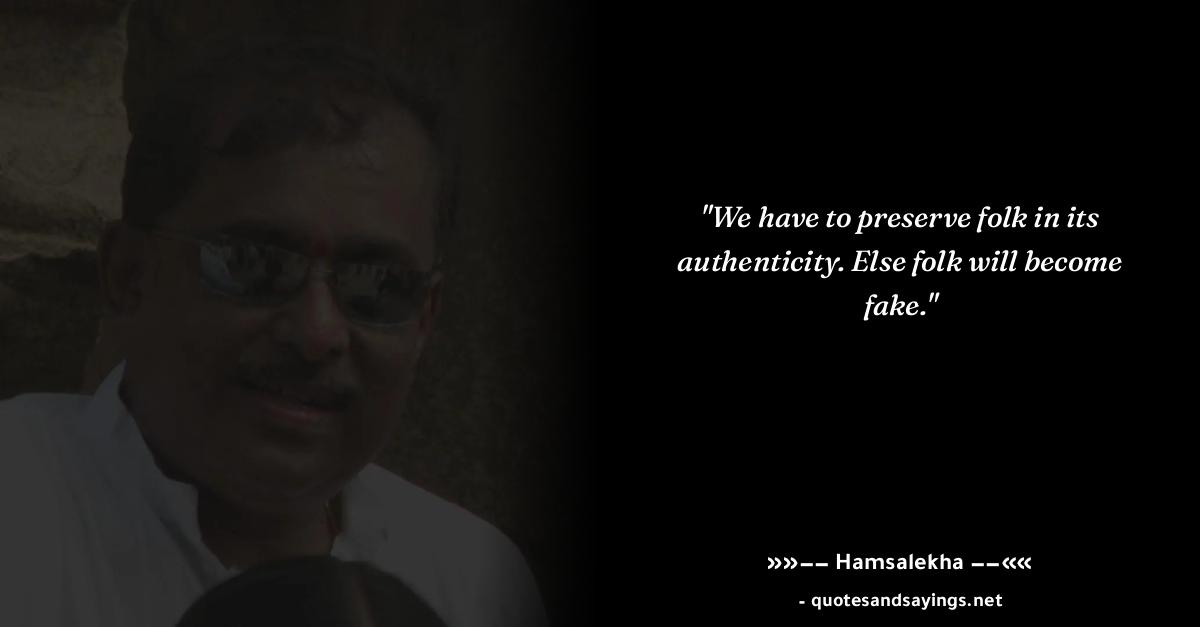 "We have to preserve folk in its
authenticity. Else folk will become
fake."
»»−− Hamsalekha −−««
- quotesandsayings.net